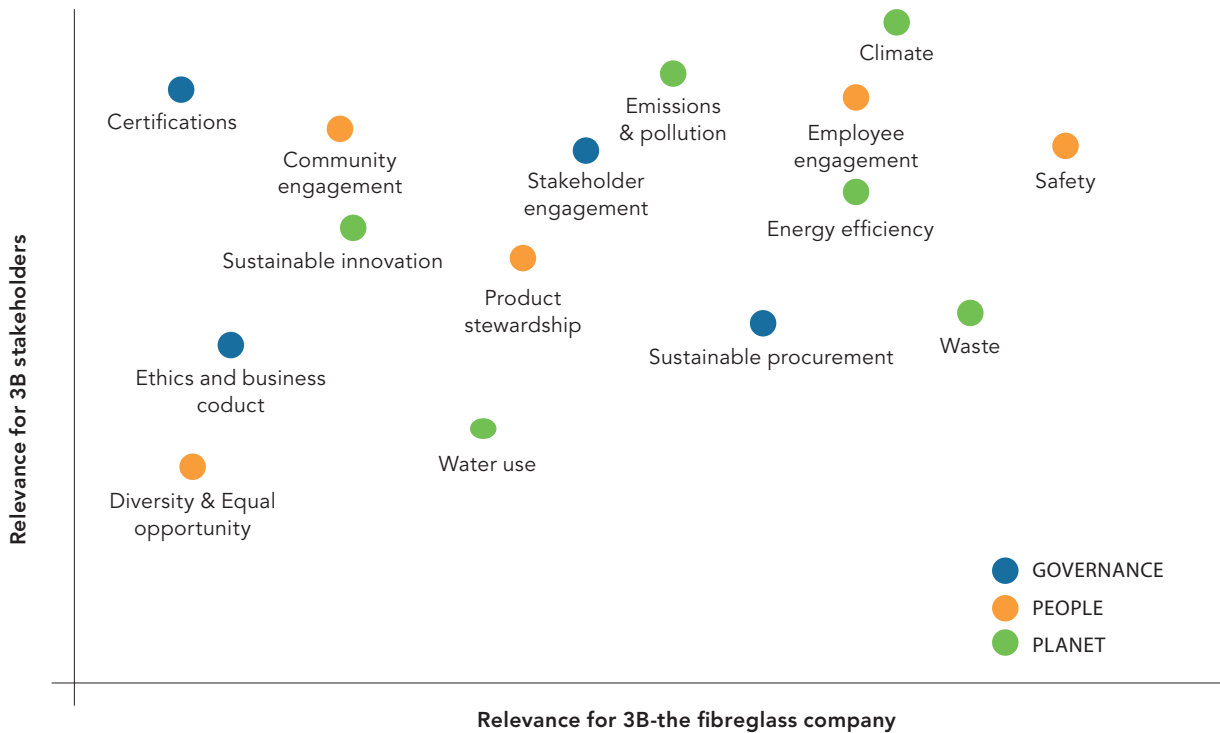 Climate
Certifications
Emissions
& pollution
Employee
engagement
Community
engagement
Stakeholder
engagement
Safety
Energy efficiency
Sustainable innovation
Product
stewardship
Sustainable procurement
Waste
Ethics and business
coduct
Water use
Diversity & Equal
opportunity
Relevance for 3B stakeholders
GOVERNANCE
PEOPLE
PLANET
Relevance for 3B-the fibreglass company